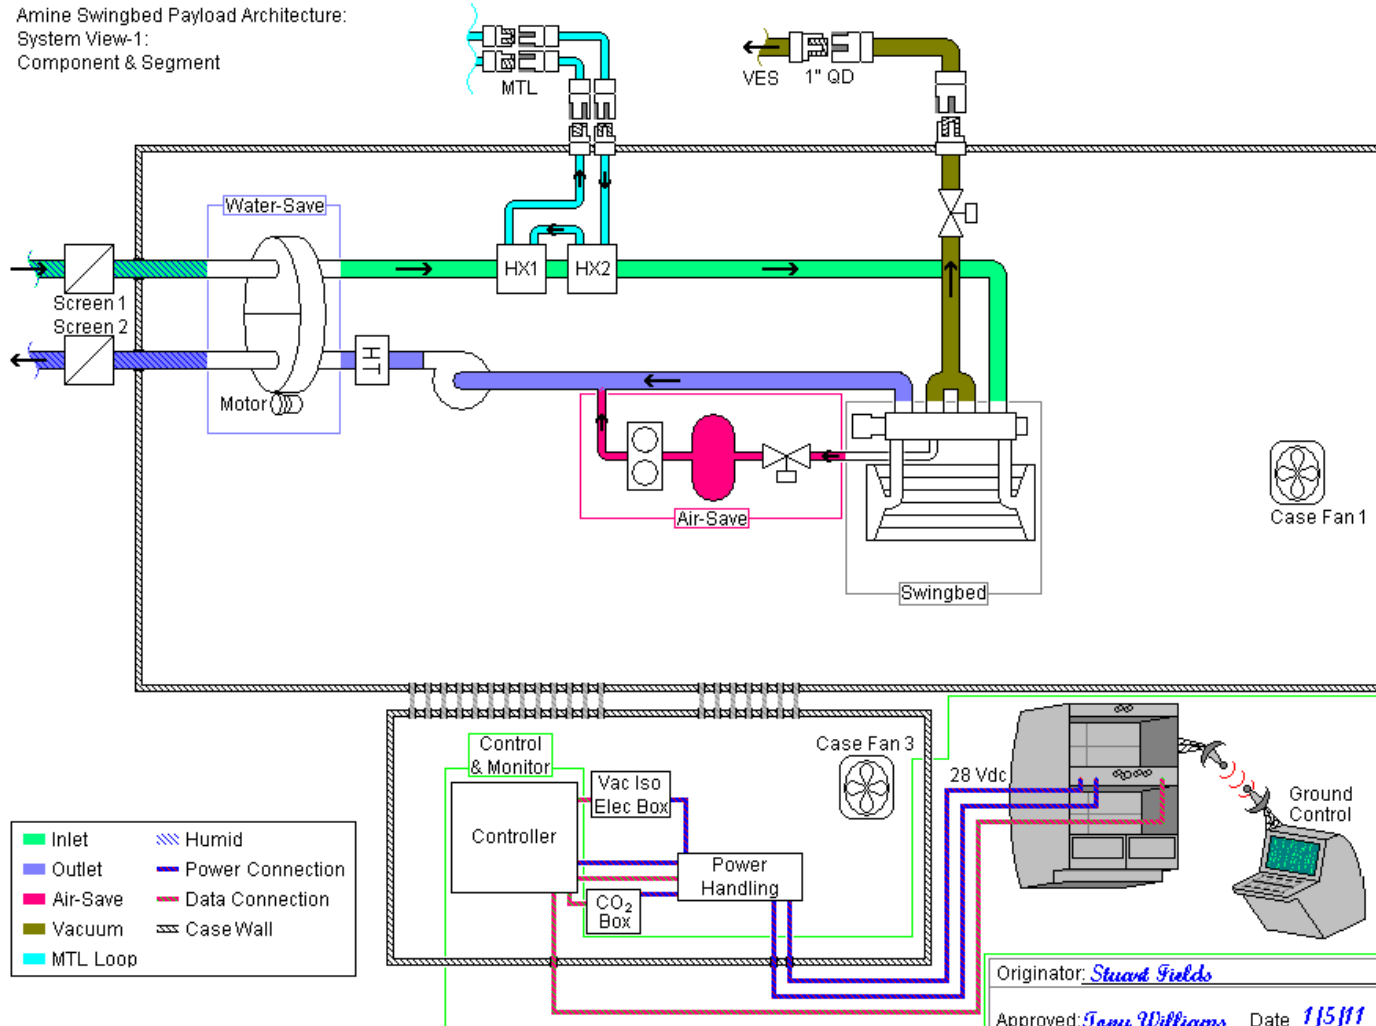 Amine Swingbed Payload Architecture:
System View-1:
Component & Segment
MTL
VES
1" QD
Water-Save
HX1
HX2
Screen 1
Screen 2
HT
Motor
Air-Save
Swingbed
Case Fan 1
Control
& Monitor
Case Fan 3
Vac Iso
Elec Box
28 Vdc
Controller
Ground
Control
Power
Handling
CO₂
Box
Inlet
Humid
Outlet
Power Connection
Air-Save
Data Connection
Vacuum
Case Wall
MTL Loop
Originator: Stuart Fields
Approved: Tony Williams Date 1/5/11